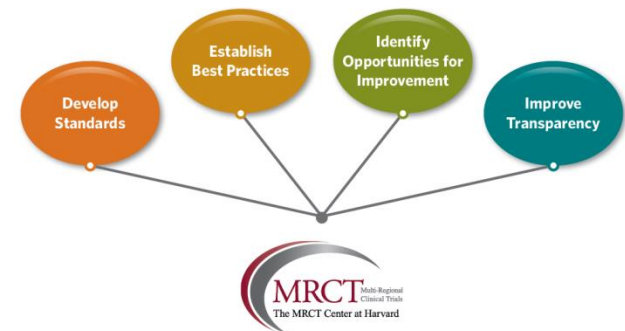 Develop
Standards
Establish
Best Practices
Identify
Opportunities for
Improvement
Improve
Transparency
MRCT Multi-Regional
Clinical Trials
The MRCT Center at Harvard